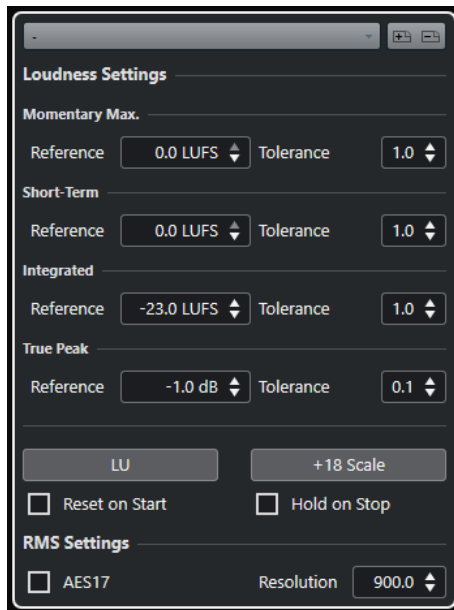 -
Loudness Settings
Momentary Max.
Reference 0.0 LUFS Tolerance 1.0
Short-Term
Reference 0.0 LUFS Tolerance 1.0
Integrated
Reference -23.0 LUFS Tolerance 1.0
True Peak
Reference -1.0 dB Tolerance 0.1
LU +18 Scale
Reset on Start Hold on Stop
RMS Settings
AES17 Resolution 900.0